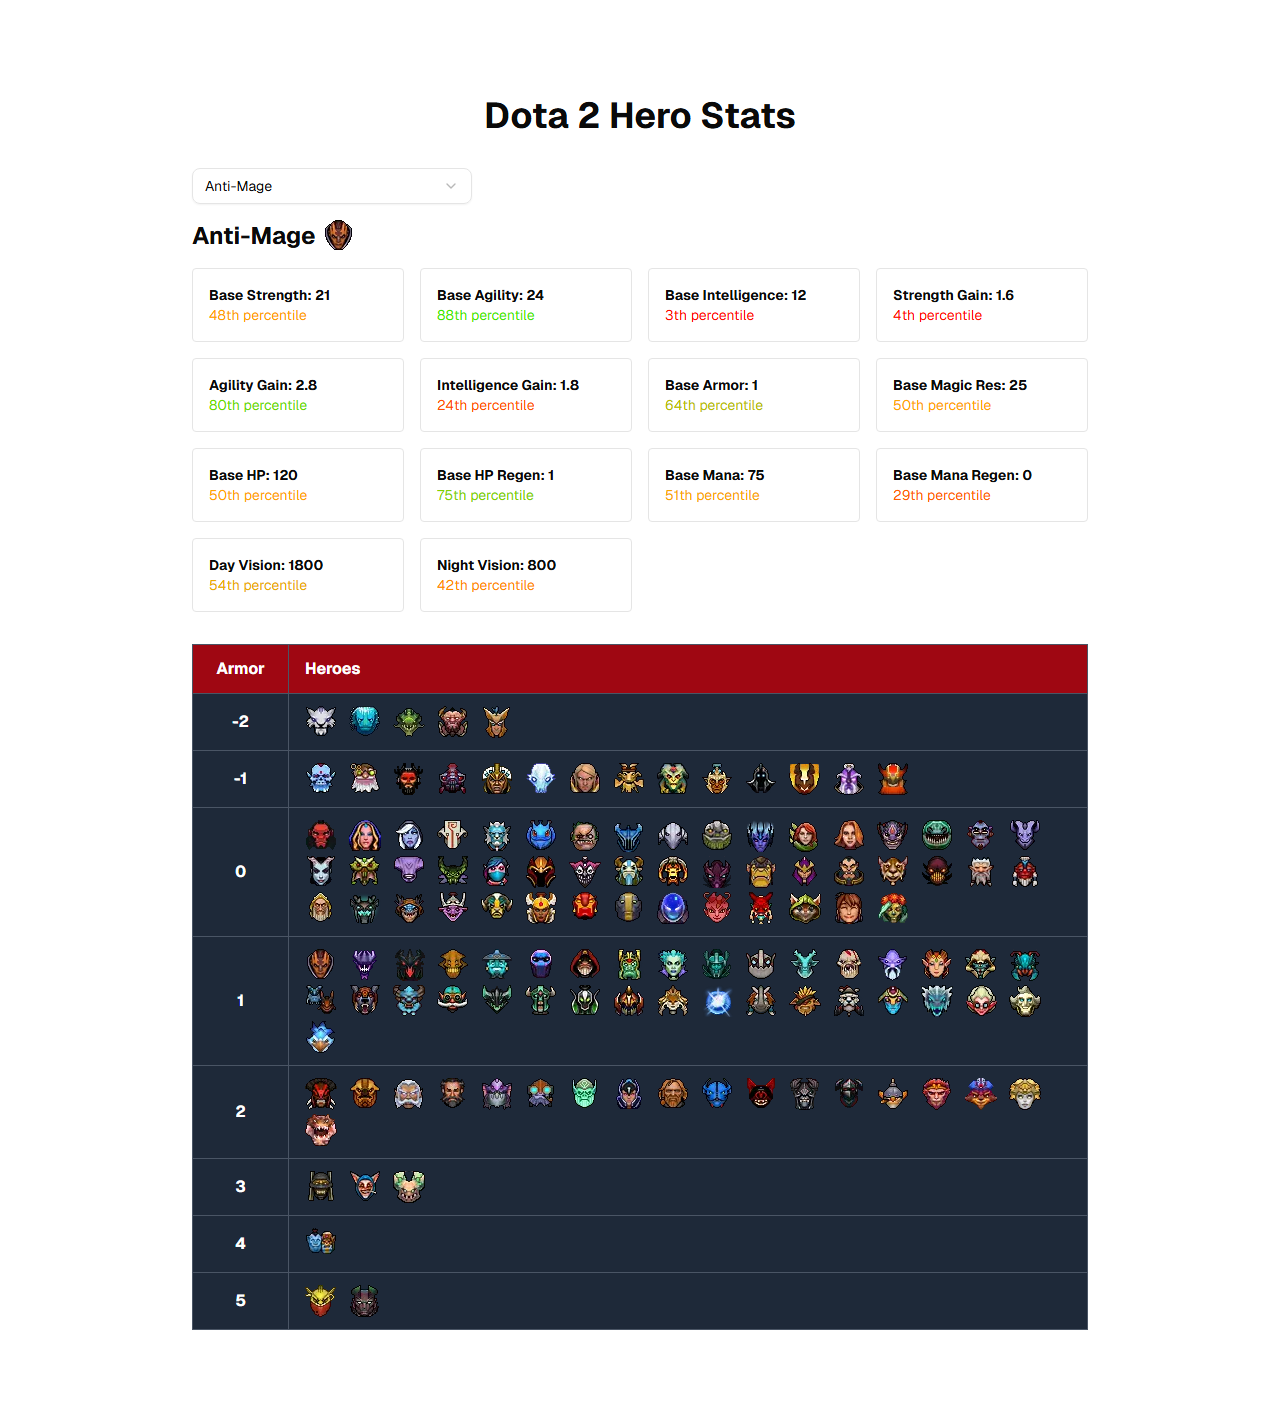 Dota 2 Hero Stats
Anti-Mage
Anti-Mage
Base Strength: 21
48th percentile
Base Agility: 24
88th percentile
Base Intelligence: 12
3th percentile
Strength Gain: 1.6
4th percentile
Agility Gain: 2.8
80th percentile
Intelligence Gain: 1.8
24th percentile
Base Armor: 1
64th percentile
Base Magic Res: 25
50th percentile
Base HP: 120
50th percentile
Base HP Regen: 1
75th percentile
Base Mana: 75
51th percentile
Base Mana Regen: 0
29th percentile
Day Vision: 1800
54th percentile
Night Vision: 800
42th percentile
Armor Heroes
-2
-1
0
1
2
3
4
5